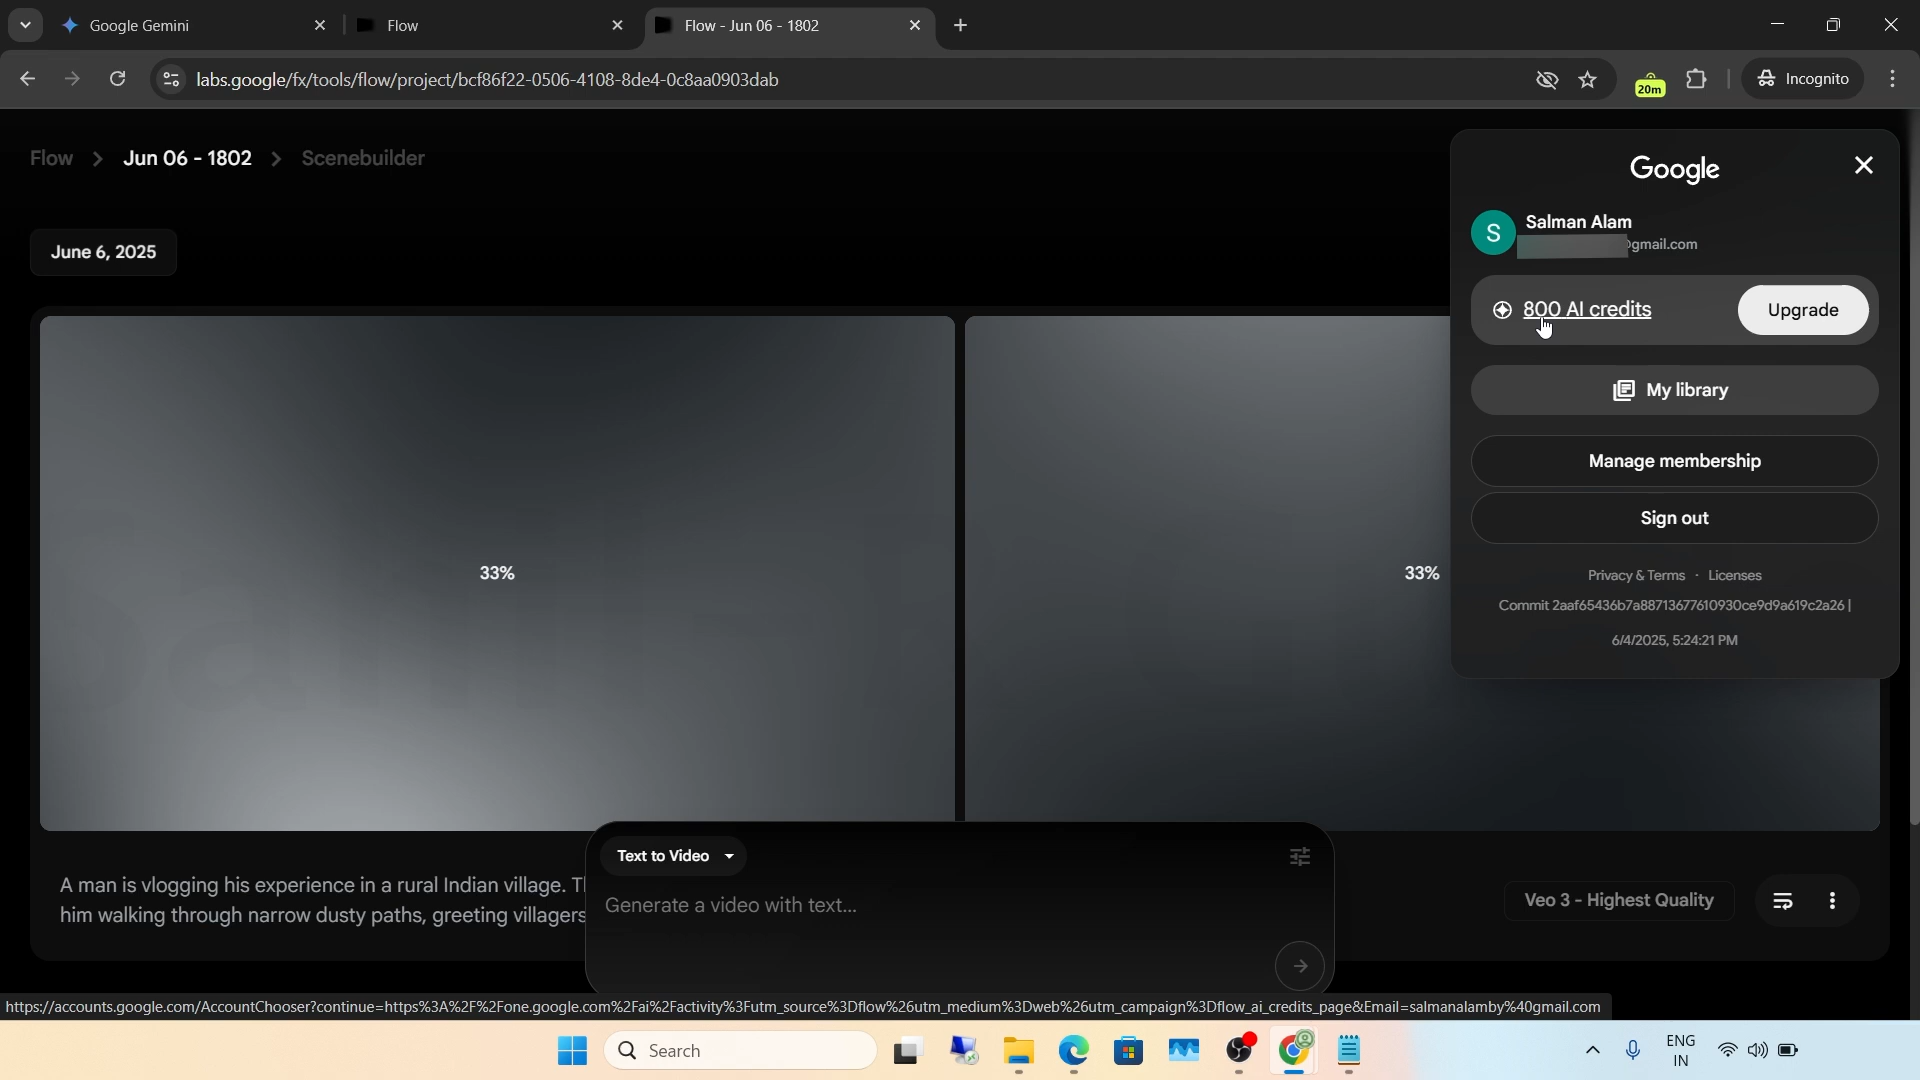 Google Gemini
Flow
Flow - Jun 06 - 1802
labs.google/fx/tools/flow/project/bcf86f22-0506-4108-8de4-0c8aa0903dab
20m
Incognito
Flow > Jun 06 - 1802 > Scenebuilder
June 6, 2025
Google
S
Salman Alam
@gmail.com
800 AI credits
Upgrade
My library
Manage membership
Sign out
Privacy & Terms · Licenses
Commit 2aaf65436b7a88713677610930ce9d9a619c2a26 |
6/4/2025, 5:24:21 PM
33%
33%
Text to Video
Generate a video with text...
A man is vlogging his experience in a rural Indian village.
him walking through narrow dusty paths, greeting villagers
Veo 3 - Highest Quality
https://accounts.google.com/AccountChooser?continue=https%3A%2F%2Fone.google.com%2Fai%2Factivity%3Futm_source%3Dflow%26utm_medium%3Dweb%26utm_campaign%3Dflow_ai_credits_page&Email=salmanalamby%40gmail.com
Search
ENG
IN